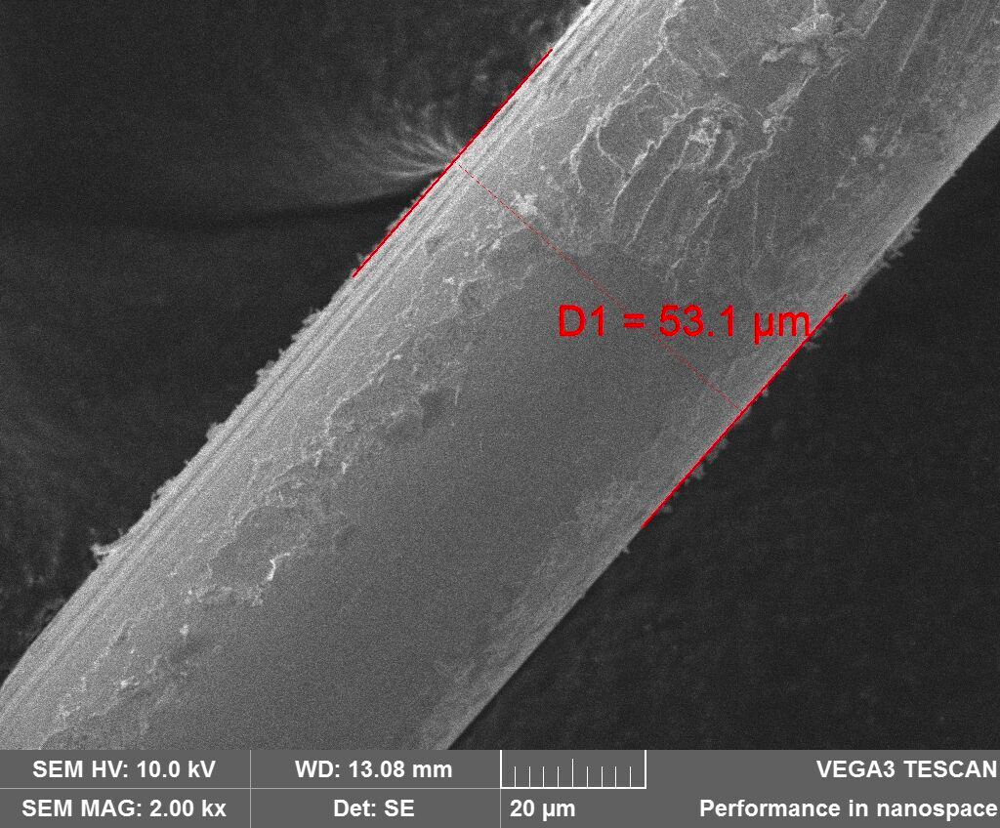 D1 = 53.1 µm
SEM HV: 10.0 kV
WD: 13.08 mm
VEGA3 TESCAN
SEM MAG: 2.00 kx
Det: SE
20 µm
Performance in nanospace